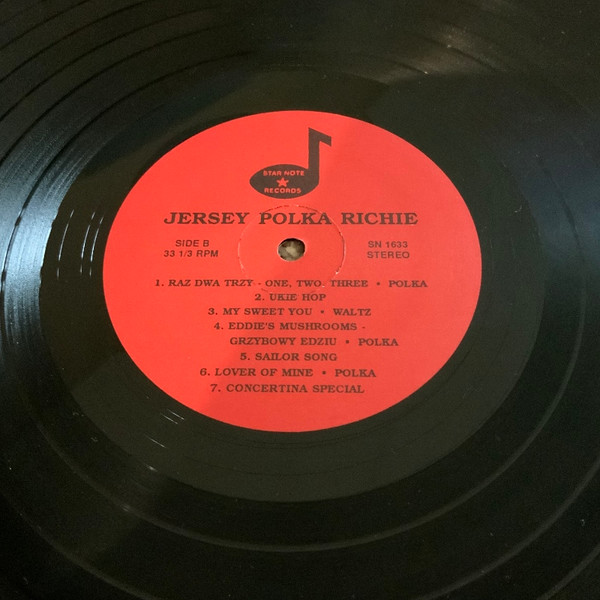 STAR NOTE
RECORDS
JERSEY POLKA RICHIE
SIDE B
33 1/3 RPM
SN 1633
STEREO
1. RAZ DWA TRZY - ONE, TWO, THREE • POLKA
2. UKIE HOP
3. MY SWEET YOU • WALTZ
4. EDDIE'S MUSHROOMS -
GRZYBOWY EDZIU • POLKA
5. SAILOR SONG
6. LOVER OF MINE • POLKA
7. CONCERTINA SPECIAL